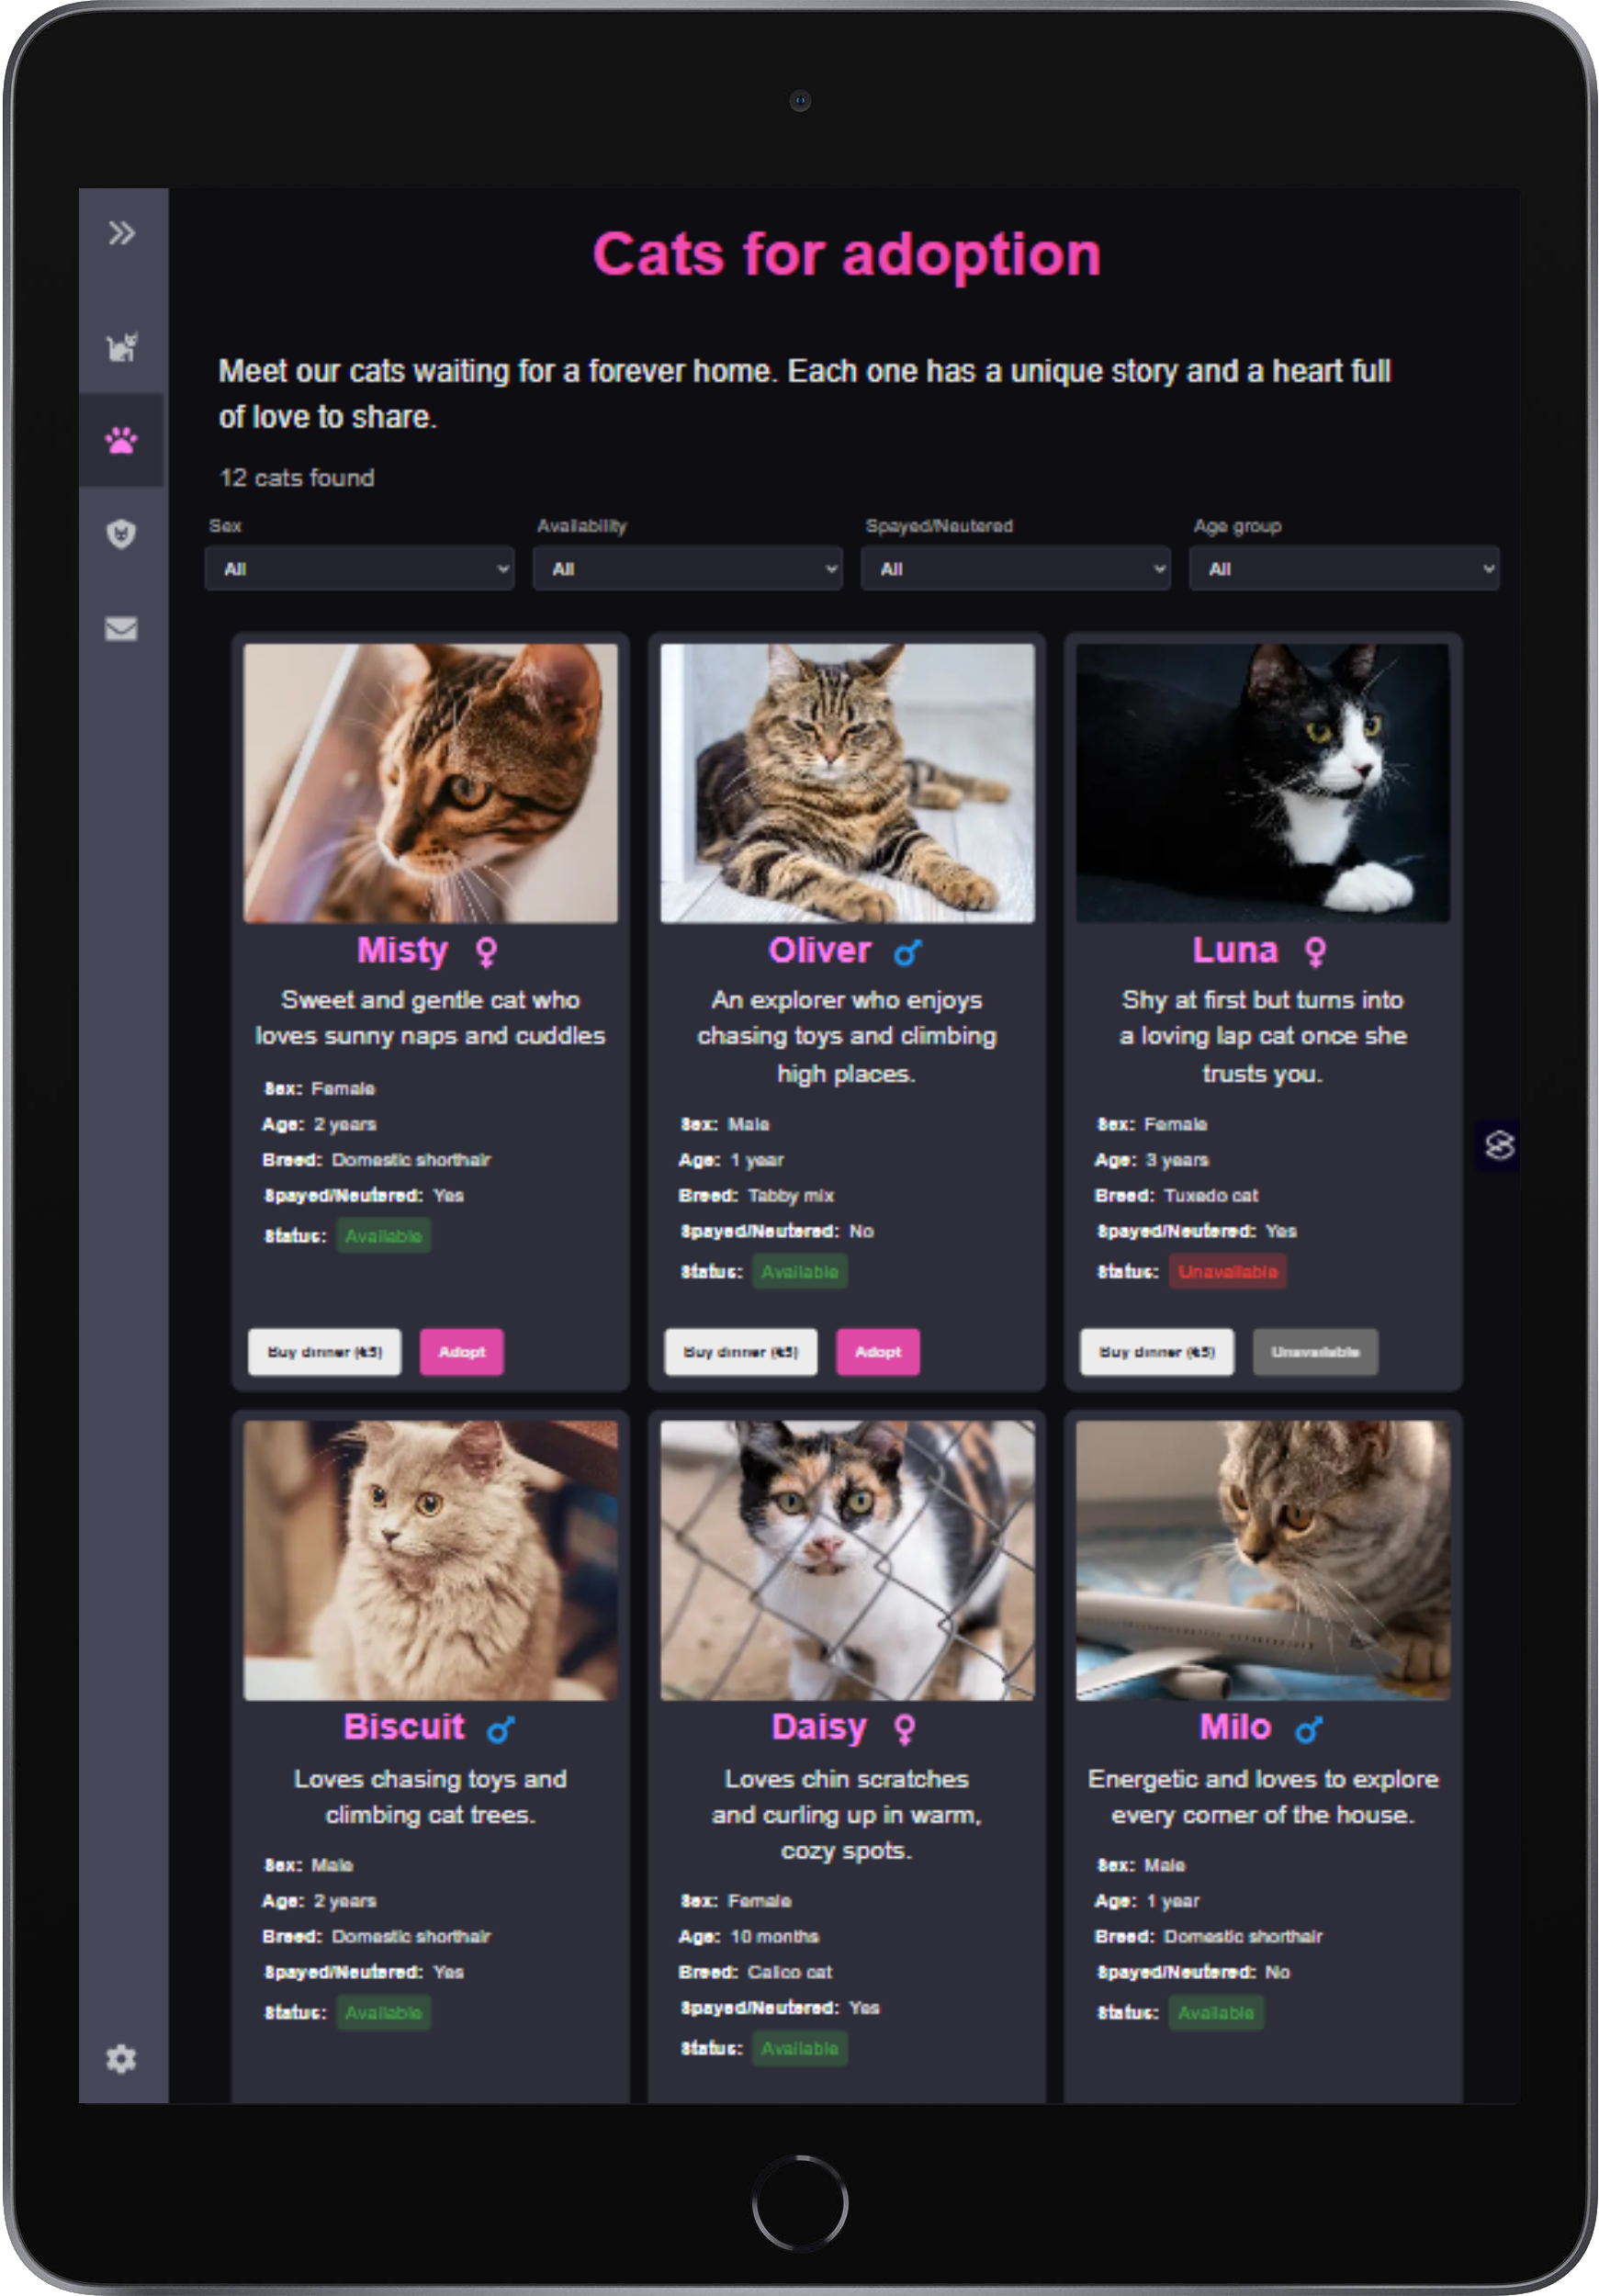 Cats for adoption
Meet our cats waiting for a forever home. Each one has a unique story and a heart full
of love to share.
12 cats found
Sex
Availability
Spayed/Neutered
Age group
All
All
All
All
Misty ♀
Sweet and gentle cat who
loves sunny naps and cuddles
Sex: Female
Age: 2 years
Breed: Domestic shorthair
Spayed/Neutered: Yes
Status: Available
Buy dinner (€5)
Adopt
Oliver ♂
An explorer who enjoys
chasing toys and climbing
high places.
Sex: Male
Age: 1 year
Breed: Tabby mix
Spayed/Neutered: No
Status: Available
Buy dinner (€5)
Adopt
Luna ♀
Shy at first but turns into
a loving lap cat once she
trusts you.
Sex: Female
Age: 3 years
Breed: Tuxedo cat
Spayed/Neutered: Yes
Status: Unavailable
Buy dinner (€5)
Unavailable
Biscuit ♂
Loves chasing toys and
climbing cat trees.
Sex: Male
Age: 2 years
Breed: Domestic shorthair
Spayed/Neutered: Yes
Status: Available
Daisy ♀
Loves chin scratches
and curling up in warm,
cozy spots.
Sex: Female
Age: 10 months
Breed: Calico cat
Spayed/Neutered: Yes
Status: Available
Milo ♂
Energetic and loves to explore
every corner of the house.
Sex: Male
Age: 1 year
Breed: Domestic shorthair
Spayed/Neutered: No
Status: Available